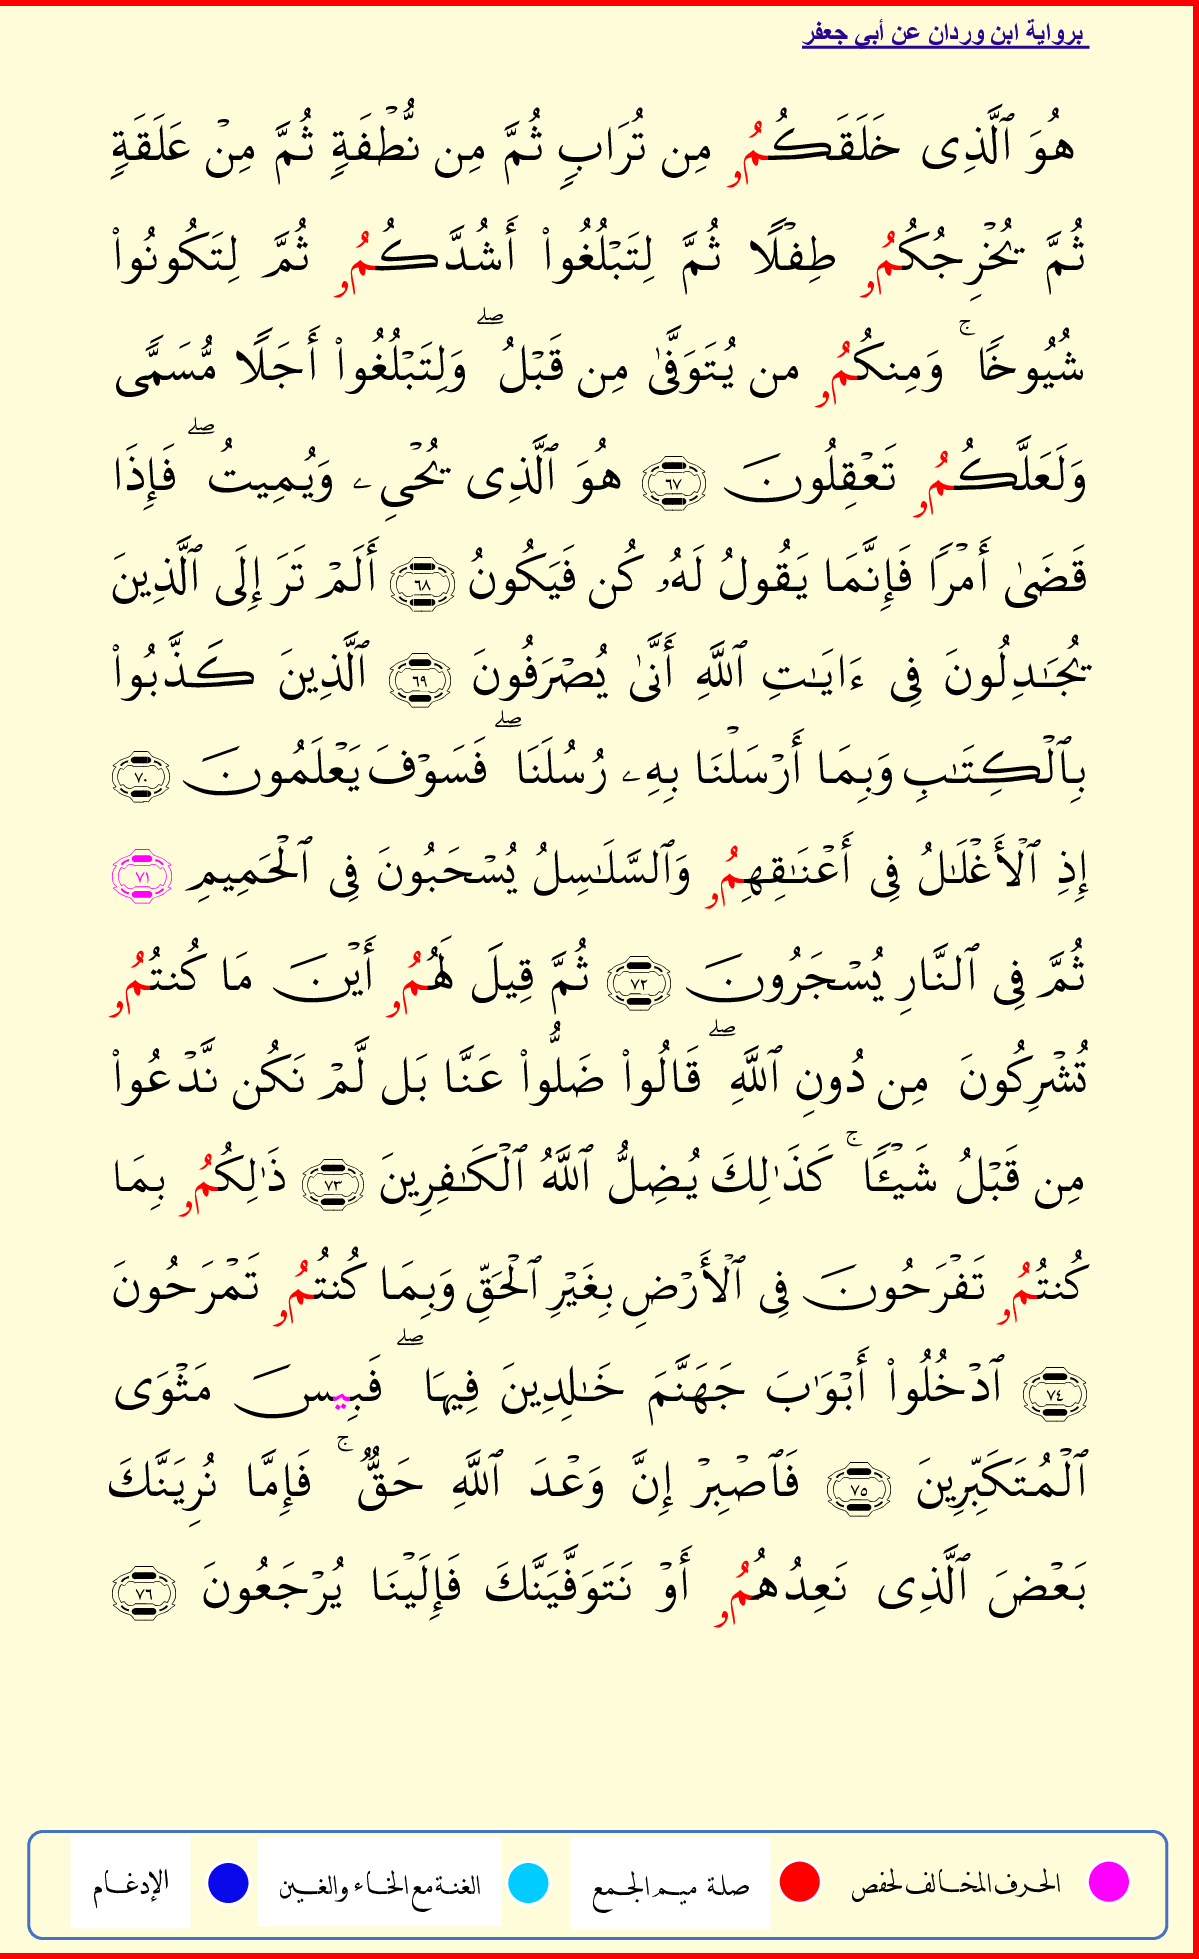 برواية ابن وردان عن أبي جعفر
هُوَ ٱلَّذِى خَلَقَكُمُۥ مِن تُرَابٍ ثُمَّ مِن نُّطْفَةٍ ثُمَّ مِنْ عَلَقَةٍ
ثُمَّ يُخْرِجُكُمُۥ طِفْلًا ثُمَّ لِتَبْلُغُوا۟ أَشُدَّكُمُۥ ثُمَّ لِتَكُونُوا۟
شُيُوخًا ۚ وَمِنكُمُۥ من يُتَوَفَّىٰ مِن قَبْلُ ۖ وَلِتَبْلُغُوا۟ أَجَلًا مُّسَمًّى
وَلَعَلَّكُمُۥ تَعْقِلُونَ ٦٧ هُوَ ٱلَّذِى يُحْىِۦ وَيُمِيتُ ۖ فَإِذَا
قَضَىٰ أَمْرًا فَإِنَّمَا يَقُولُ لَهُۥ كُن فَيَكُونُ ٦٨ أَلَمْ تَرَ إِلَى ٱلَّذِينَ
يُجَـٰدِلُونَ فِى ءَايَـٰتِ ٱللَّهِ أَنَّىٰ يُصْرَفُونَ ٦٩ ٱلَّذِينَ كَذَّبُوا۟
بِٱلْكِتَـٰبِ وَبِمَا أَرْسَلْنَا بِهِۦ رُسُلَنَا ۖ فَسَوْفَ يَعْلَمُونَ ٧٠
إِذِ ٱلْأَغْلَـٰلُ فِى أَعْنَـٰقِهِمُۥ وَٱلسَّلَـٰسِلُ يُسْحَبُونَ فِى ٱلْحَمِيمِ ٧١
ثُمَّ فِى ٱلنَّارِ يُسْجَرُونَ ٧٢ ثُمَّ قِيلَ لَهُمُۥ أَيْنَ مَا كُنتُمُۥ
تُشْرِكُونَ مِن دُونِ ٱللَّهِ ۖ قَالُوا۟ ضَلُّوا۟ عَنَّا بَل لَّمْ نَكُن نَّدْعُوا۟
مِن قَبْلُ شَيْـًٔا ۚ كَذَٰلِكَ يُضِلُّ ٱللَّهُ ٱلْكَـٰفِرِينَ ٧٣ ذَٰلِكُمُۥ بِمَا
كُنتُمُۥ تَفْرَحُونَ فِى ٱلْأَرْضِ بِغَيْرِ ٱلْحَقِّ وَبِمَا كُنتُمُۥ تَمْرَحُونَ
٧٤ ٱدْخُلُوا۟ أَبْوَٰبَ جَهَنَّمَ خَـٰلِدِينَ فِيهَا ۖ فَبِيسَ مَثْوَى
ٱلْمُتَكَبِّرِينَ ٧٥ فَٱصْبِرْ إِنَّ وَعْدَ ٱللَّهِ حَقٌّ ۚ فَإِمَّا نُرِيَنَّكَ
بَعْضَ ٱلَّذِى نَعِدُهُمُۥ أَوْ نَتَوَفَّيَنَّكَ فَإِلَيْنَا يُرْجَعُونَ ٧٦
الحرف المخالف لحفص
صلة ميم الجمع
الغنة مع الخاء والغين
الإدغام